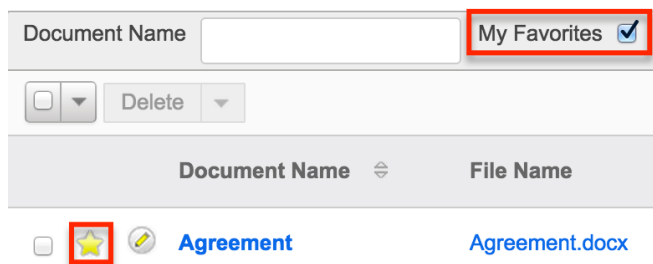 Document Name My Favorites
Delete
Document Name File Name
Agreement Agreement.docx